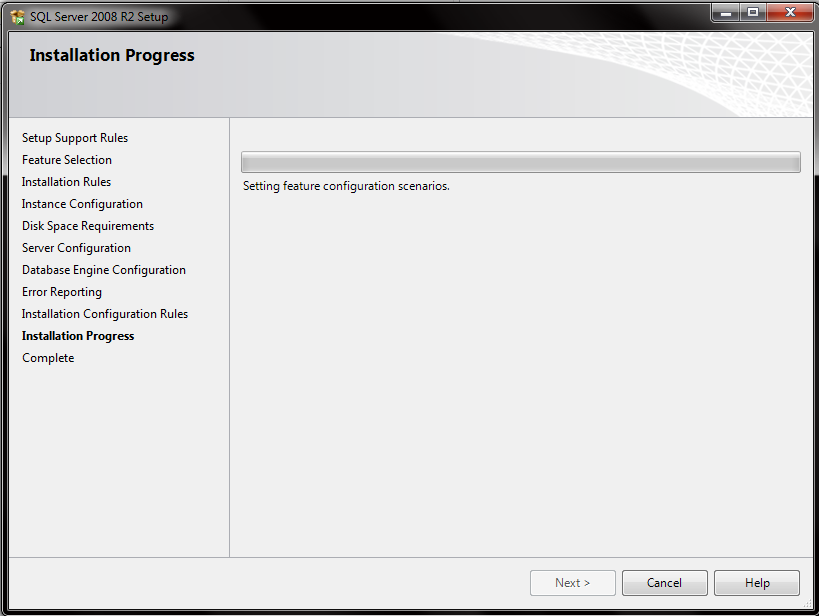 SQL Server 2008 R2 Setup
Installation Progress
Setup Support Rules
Feature Selection
Installation Rules
Instance Configuration
Disk Space Requirements
Server Configuration
Database Engine Configuration
Error Reporting
Installation Configuration Rules
Installation Progress
Complete
Setting feature configuration scenarios.
Next >
Cancel
Help